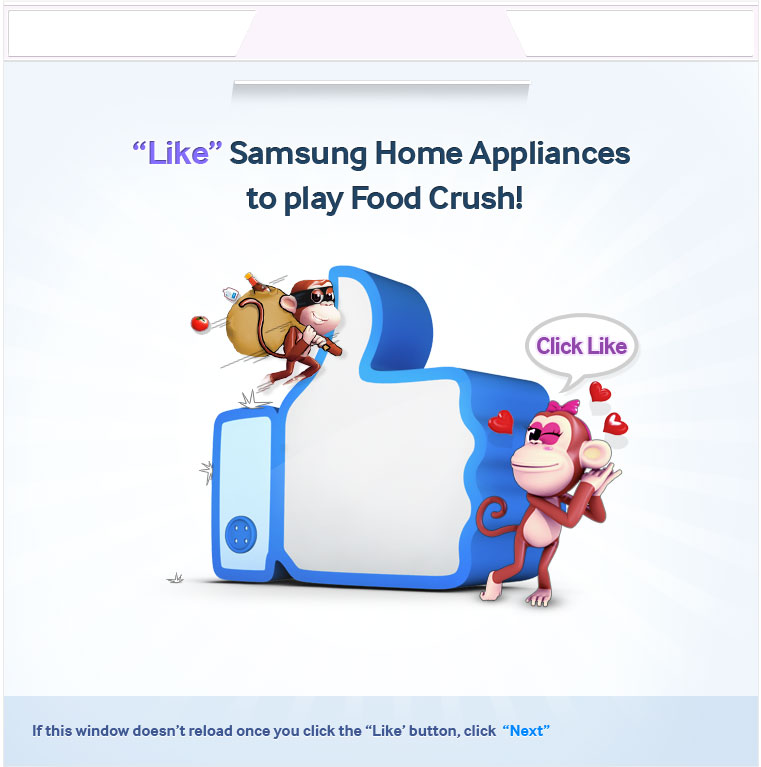 “Like” Samsung Home Appliances
to play Food Crush!
Click Like
If this window doesn’t reload once you click the “Like’ button, click “Next”